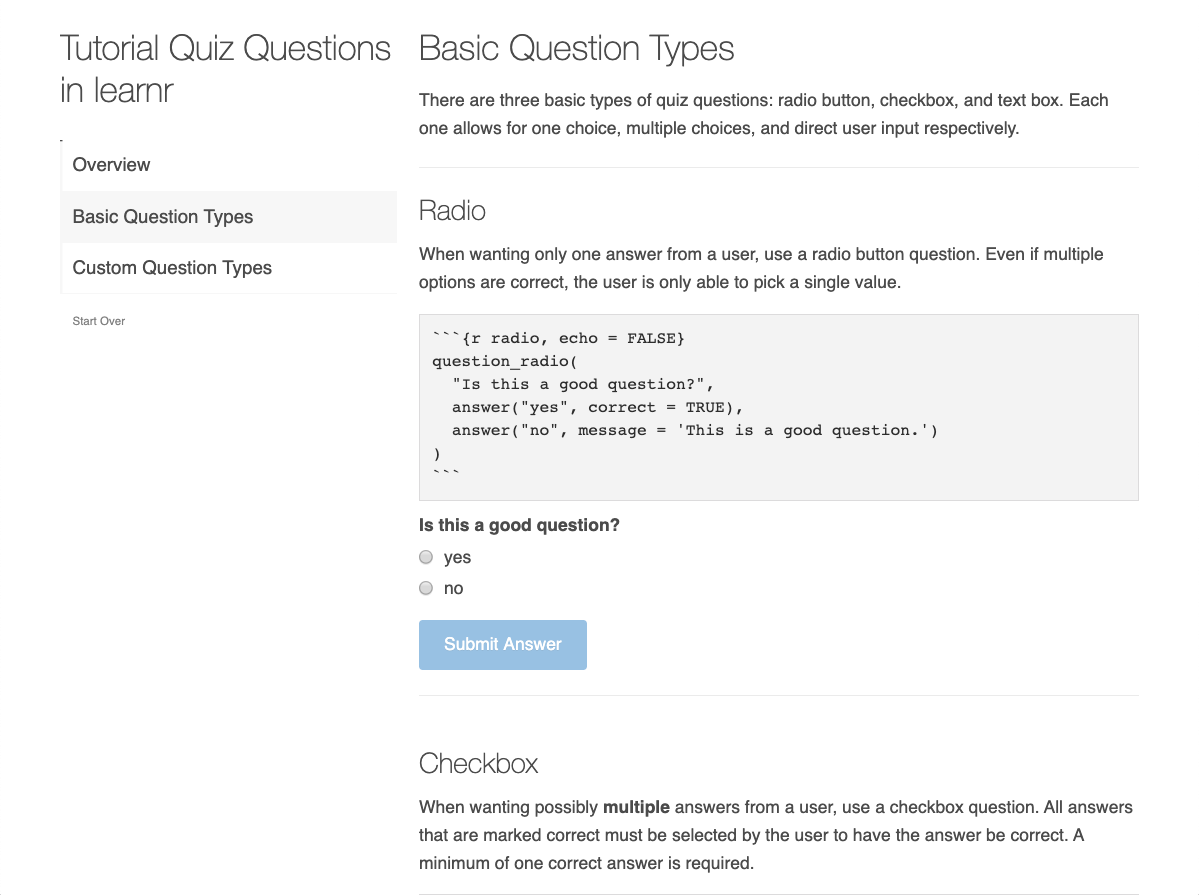 Tutorial Quiz Questions
in learnr
Overview
Basic Question Types
Custom Question Types
Start Over
Basic Question Types
There are three basic types of quiz questions: radio button, checkbox, and text box. Each
one allows for one choice, multiple choices, and direct user input respectively.
Radio
When wanting only one answer from a user, use a radio button question. Even if multiple
options are correct, the user is only able to pick a single value.
```{r radio, echo = FALSE}
question_radio(
  "Is this a good question?",
  answer("yes", correct = TRUE),
  answer("no", message = 'This is a good question.')
)
```
Is this a good question?
yes
no
Submit Answer
Checkbox
When wanting possibly multiple answers from a user, use a checkbox question. All answers
that are marked correct must be selected by the user to have the answer be correct. A
minimum of one correct answer is required.